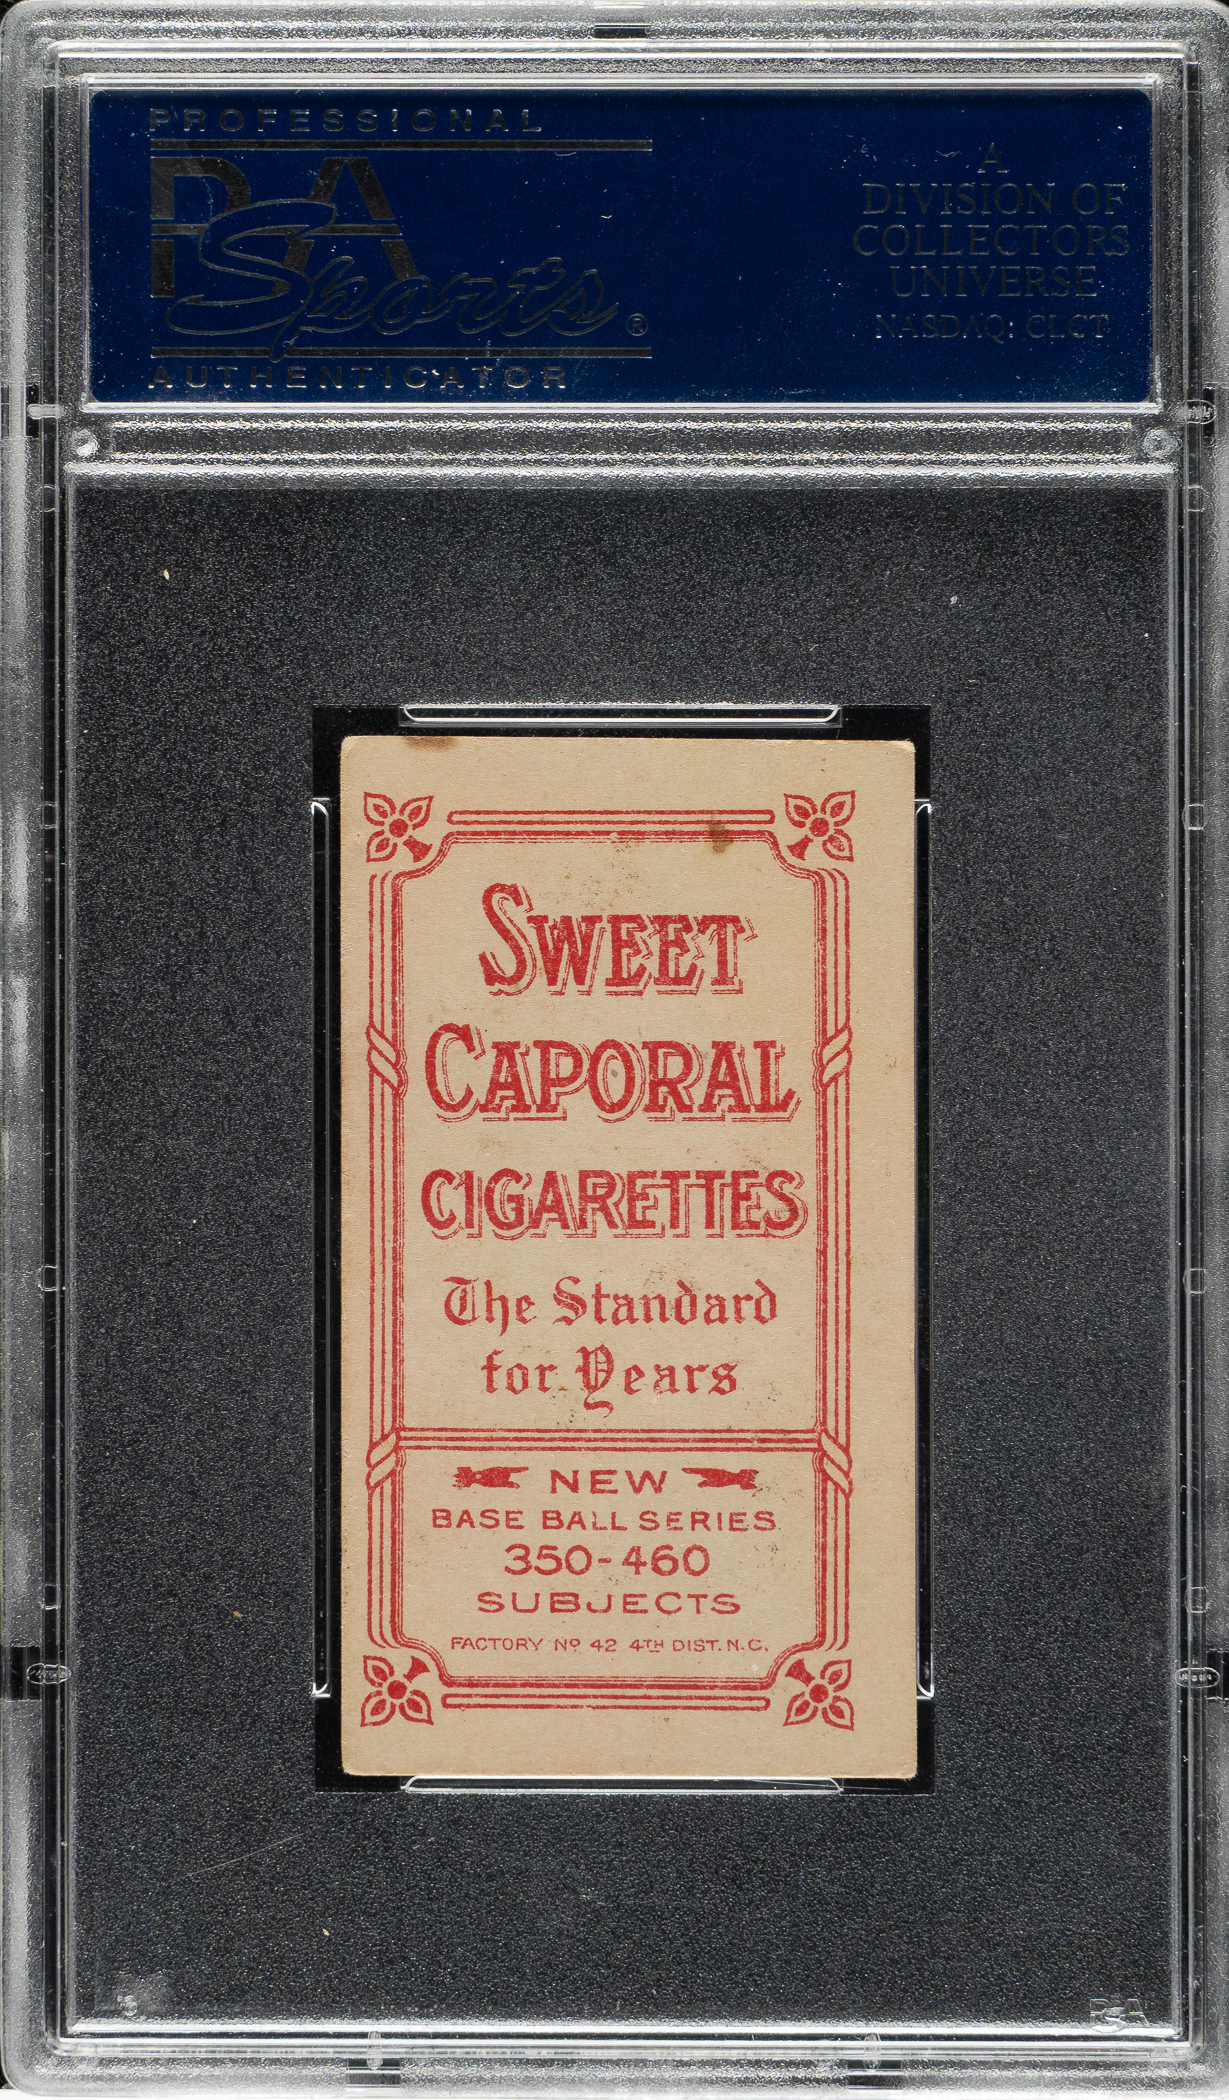 PROFESSIONAL
PSA
Sports ®
AUTHENTICATOR
A
DIVISION OF
COLLECTORS
UNIVERSE
NASDAQ: CLCT
SWEET
CAPORAL
CIGARETTES
The Standard
for Years
NEW
BASE BALL SERIES
350-460
SUBJECTS
FACTORY Nº 42 4TH DIST. N.C.
PSA